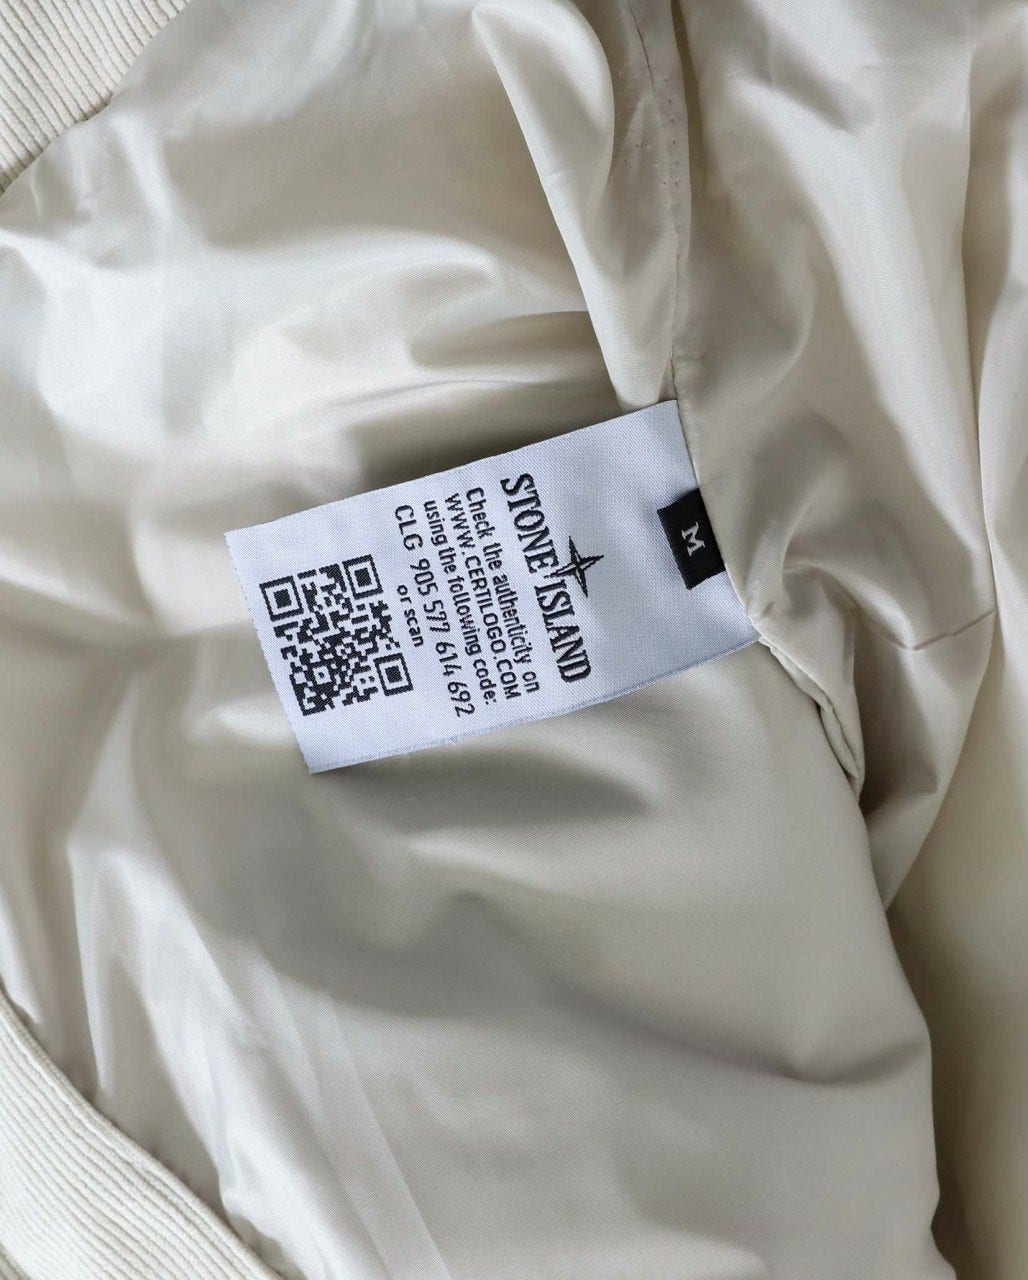 STONE ISLAND
Check the authenticity on
WWW.CERTILOGO.COM
using the following code:
CLG 905 577 614 692
or scan
M